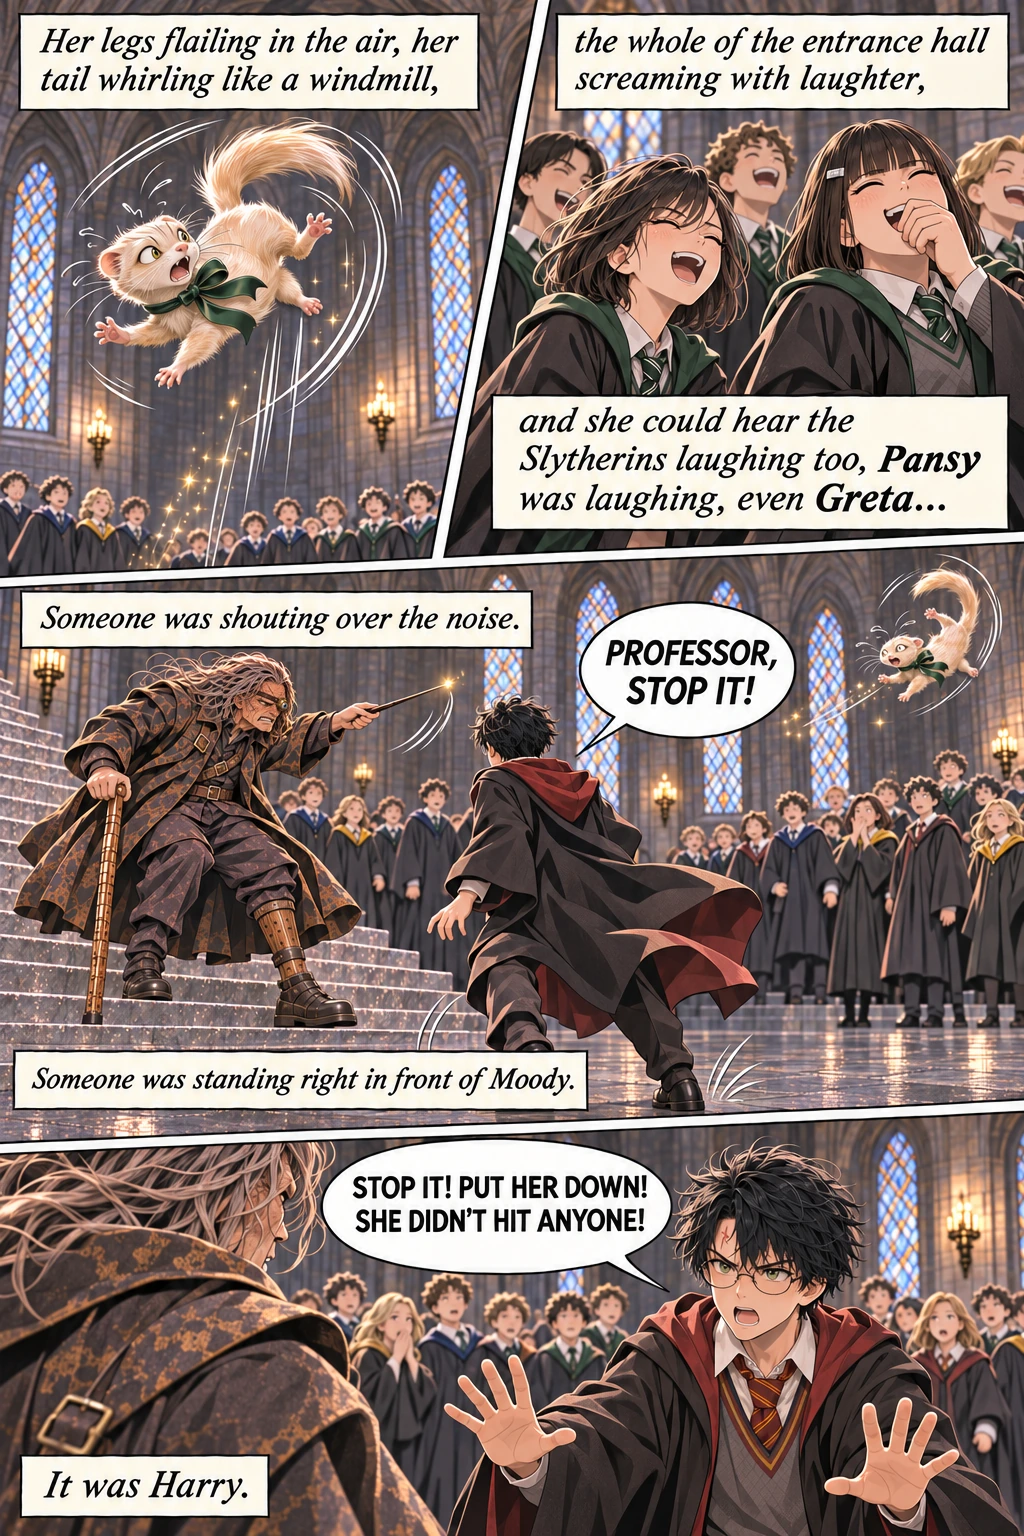 Her legs flailing in the air, her
tail whirling like a windmill,
the whole of the entrance hall
screaming with laughter,
and she could hear the
Slytherins laughing too, Pansy
was laughing, even Greta...
Someone was shouting over the noise.
PROFESSOR,
STOP IT!
Someone was standing right in front of Moody.
STOP IT! PUT HER DOWN!
SHE DIDN'T HIT ANYONE!
It was Harry.